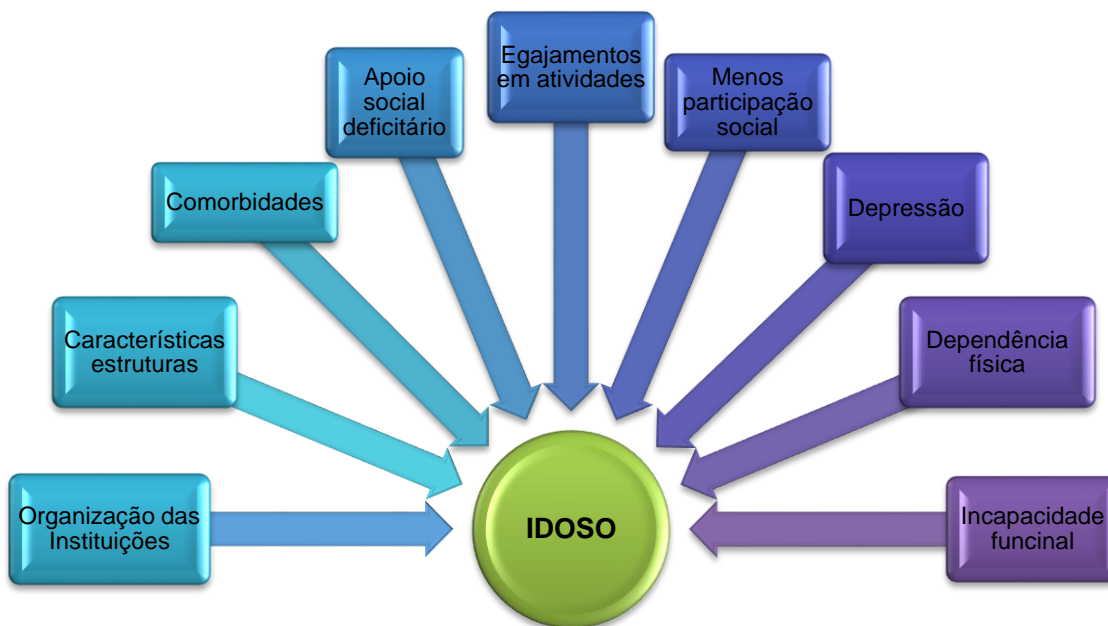 Organização das
Instituições
Características
estruturas
Comorbidades
Apoio
social
deficitário
Egajamentos
em atividades
Menos
participação
social
Depressão
Dependência
física
Incapacidade
funcinal
IDOSO